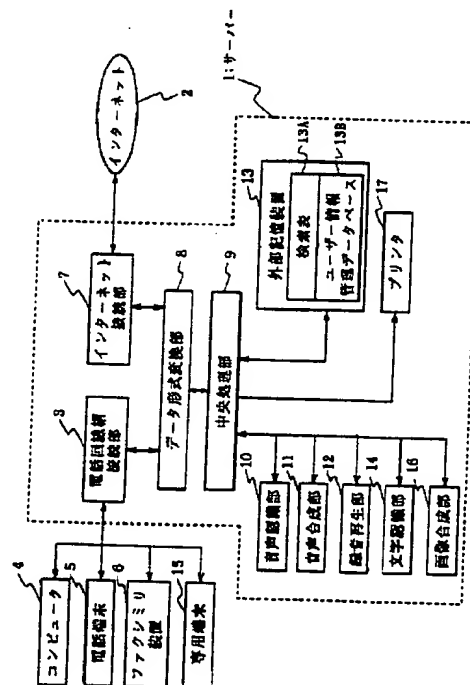 1:サーバー
インターネット
2
7
インターネット
接続部
3
電話回線網
接続部
データ形式変換部
8
中央処理部
9
4
コンピュータ
5
電話端末
6
ファクシミリ
装置
15
専用端末
10
音声認識部
11
音声合成部
12
録音再生部
14
文字認識部
16
画像合成部
13
外部記憶装置
検索表
13A
ユーザー情報
管理データベース
13B
プリンタ
17